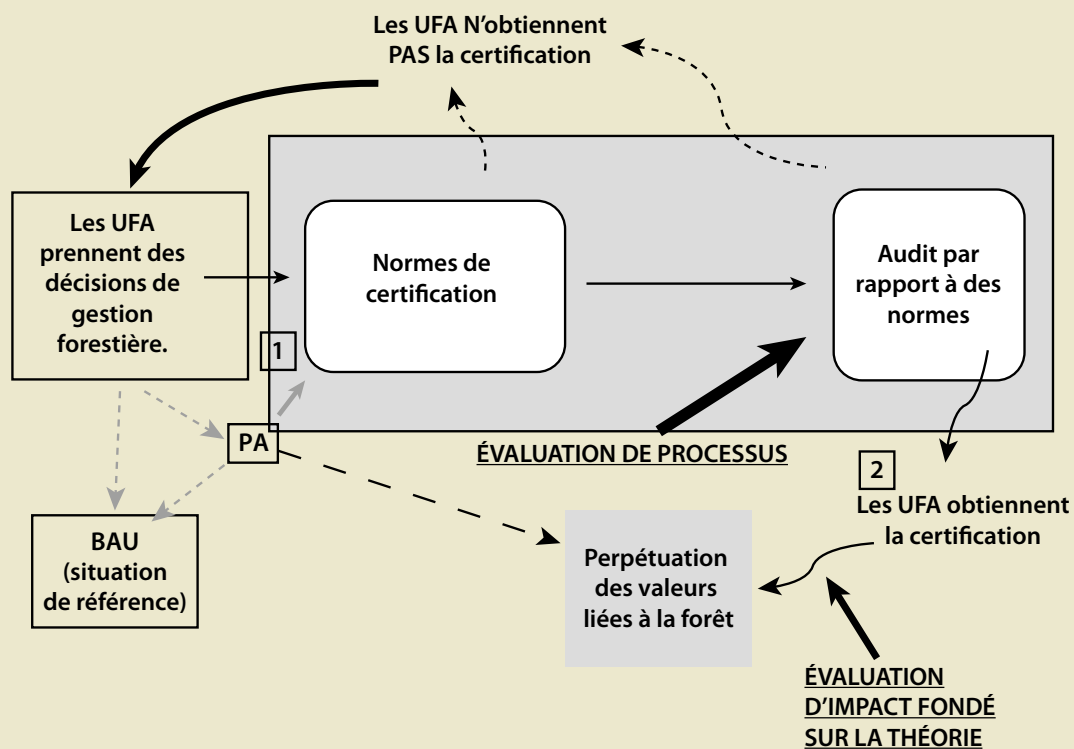 Les UFA N'obtiennent
PAS la certification
Les UFA
prennent des
décisions de
gestion
forestière.
Normes de
certification
Audit par
rapport à des
normes
1
PA
ÉVALUATION DE PROCESSUS
2
Les UFA obtiennent
la certification
BAU
(situation
de référence)
Perpétuation
des valeurs
liées à la forêt
ÉVALUATION
D'IMPACT FONDÉ
SUR LA THÉORIE